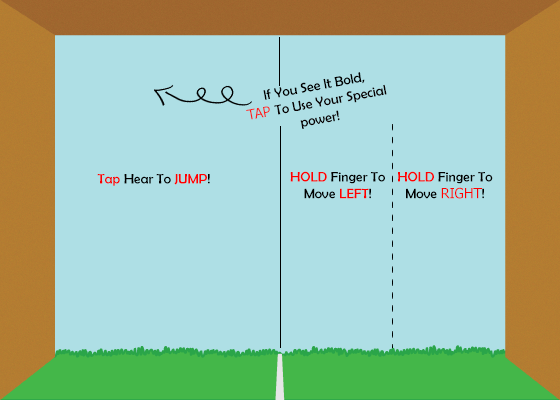 If You See It Bold,
TAP To Use Your Special
power!
Tap Hear To JUMP!
HOLD Finger To
Move LEFT!
HOLD Finger To
Move RIGHT!